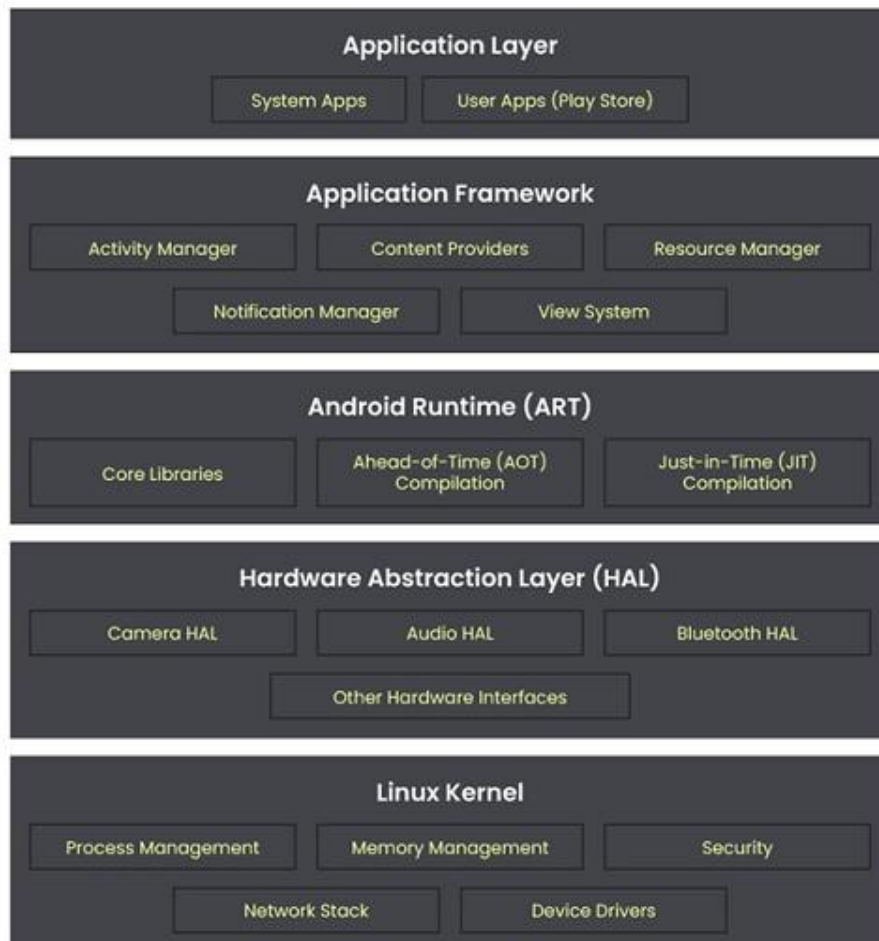 Application Layer
System Apps
User Apps (Play Store)
Application Framework
Activity Manager
Content Providers
Resource Manager
Notification Manager
View System
Android Runtime (ART)
Core Libraries
Ahead-of-Time (AOT)
Compilation
Just-in-Time (JIT)
Compilation
Hardware Abstraction Layer (HAL)
Camera HAL
Audio HAL
Bluetooth HAL
Other Hardware Interfaces
Linux Kernel
Process Management
Memory Management
Security
Network Stack
Device Drivers